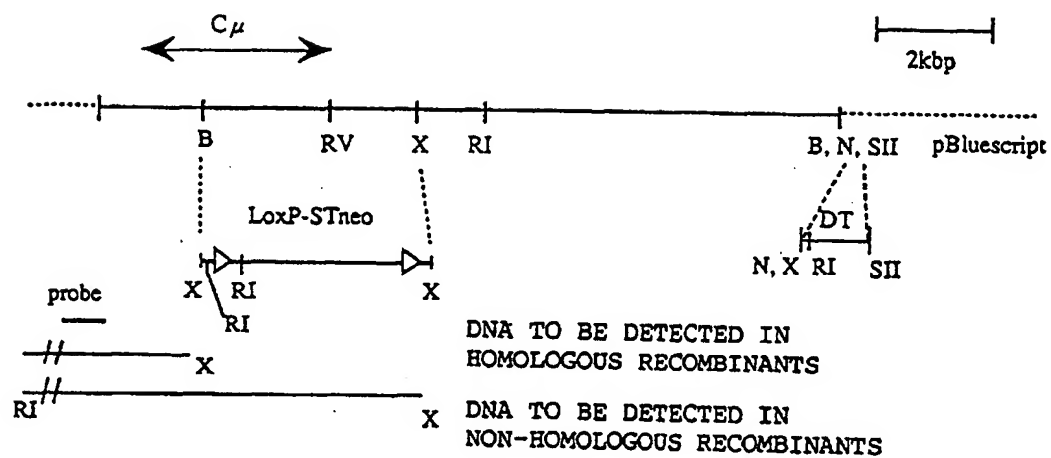 Cμ
2kbp
B RV X RI B, N, SII pBluescript
LoxP-STneo DT
X RI X N, X RI SII
probe RI
DNA TO BE DETECTED IN
HOMOLOGOUS RECOMBINANTS
X
RI X
DNA TO BE DETECTED IN
NON-HOMOLOGOUS RECOMBINANTS